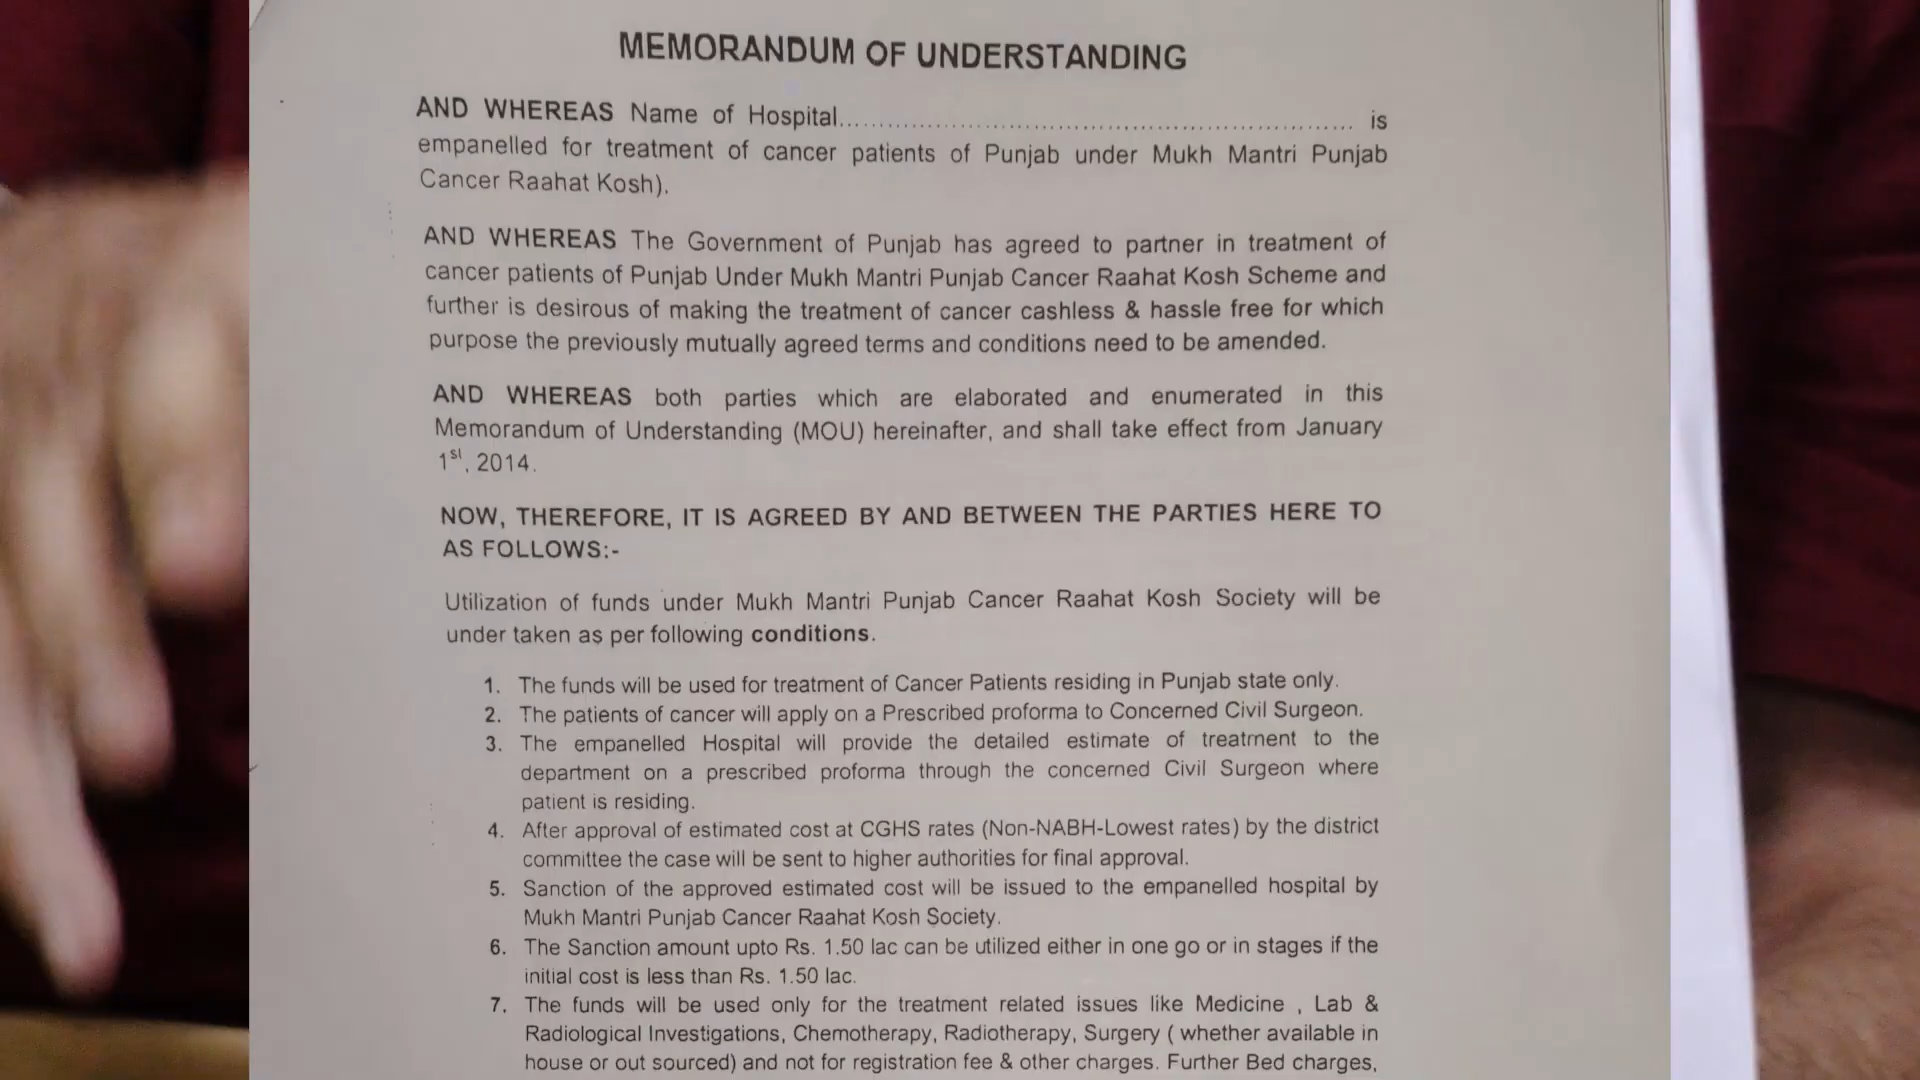 MEMORANDUM OF UNDERSTANDING
AND WHEREAS Name of Hospital........................................................................ is
empanelled for treatment of cancer patients of Punjab under Mukh Mantri Punjab
Cancer Raahat Kosh).
AND WHEREAS The Government of Punjab has agreed to partner in treatment of
cancer patients of Punjab Under Mukh Mantri Punjab Cancer Raahat Kosh Scheme and
further is desirous of making the treatment of cancer cashless & hassle free for which
purpose the previously mutually agreed terms and conditions need to be amended.
AND WHEREAS both parties which are elaborated and enumerated in this
Memorandum of Understanding (MOU) hereinafter, and shall take effect from January
1st, 2014.
NOW, THEREFORE, IT IS AGREED BY AND BETWEEN THE PARTIES HERE TO
AS FOLLOWS:-
Utilization of funds under Mukh Mantri Punjab Cancer Raahat Kosh Society will be
under taken as per following conditions.
1. The funds will be used for treatment of Cancer Patients residing in Punjab state only.
2. The patients of cancer will apply on a Prescribed proforma to Concerned Civil Surgeon.
3. The empanelled Hospital will provide the detailed estimate of treatment to the
department on a prescribed proforma through the concerned Civil Surgeon where
patient is residing.
4. After approval of estimated cost at CGHS rates (Non-NABH-Lowest rates) by the district
committee the case will be sent to higher authorities for final approval.
5. Sanction of the approved estimated cost will be issued to the empanelled hospital by
Mukh Mantri Punjab Cancer Raahat Kosh Society.
6. The Sanction amount upto Rs. 1.50 lac can be utilized either in one go or in stages if the
initial cost is less than Rs. 1.50 lac.
7. The funds will be used only for the treatment related issues like Medicine , Lab &
Radiological Investigations, Chemotherapy, Radiotherapy, Surgery ( whether available in
house or out sourced) and not for registration fee & other charges. Further Bed charges,